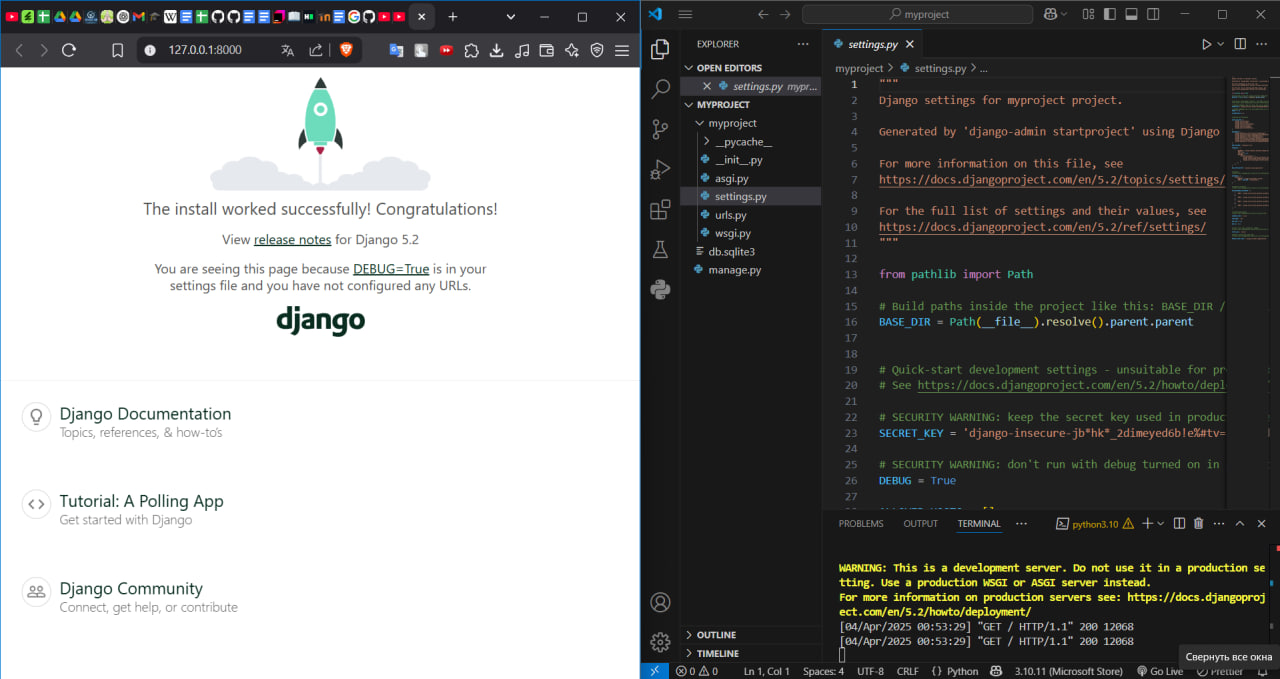 127.0.0.1:8000
The install worked successfully! Congratulations!
View release notes for Django 5.2
You are seeing this page because DEBUG=True is in your
settings file and you have not configured any URLs.
django
Django Documentation
Topics, references, & how-to's
Tutorial: A Polling App
Get started with Django
Django Community
Connect, get help, or contribute
myproject
EXPLORER
OPEN EDITORS
settings.py mypr...
MYPROJECT
myproject
__pycache__
__init__.py
asgi.py
settings.py
urls.py
wsgi.py
db.sqlite3
manage.py
OUTLINE
TIMELINE
settings.py
myproject > settings.py > ...
1 """
2 Django settings for myproject project.
3
4 Generated by 'django-admin startproject' using Django
5
6 For more information on this file, see
7 https://docs.djangoproject.com/en/5.2/topics/settings/
8
9 For the full list of settings and their values, see
10 https://docs.djangoproject.com/en/5.2/ref/settings/
11 """
12
13 from pathlib import Path
14
15 # Build paths inside the project like this: BASE_DIR /
16 BASE_DIR = Path(__file__).resolve().parent.parent
17
18
19 # Quick-start development settings - unsuitable for pr
20 # See https://docs.djangoproject.com/en/5.2/howto/depl
21
22 # SECURITY WARNING: keep the secret key used in produc
23 SECRET_KEY = 'django-insecure-jb*hk*_2dimeyed6b!e%#tv=
24
25 # SECURITY WARNING: don't run with debug turned on in
26 DEBUG = True
27
PROBLEMS OUTPUT TERMINAL ... python3.10
WARNING: This is a development server. Do not use it in a production se
tting. Use a production WSGI or ASGI server instead.
For more information on production servers see: https://docs.djangoproj
ect.com/en/5.2/howto/deployment/
[04/Apr/2025 00:53:29] "GET / HTTP/1.1" 200 12068
[04/Apr/2025 00:53:29] "GET / HTTP/1.1" 200 12068
Свернуть все окна
0 0 Ln 1, Col 1 Spaces: 4 UTF-8 CRLF {} Python 3.10.11 (Microsoft Store) Go Live Prettier